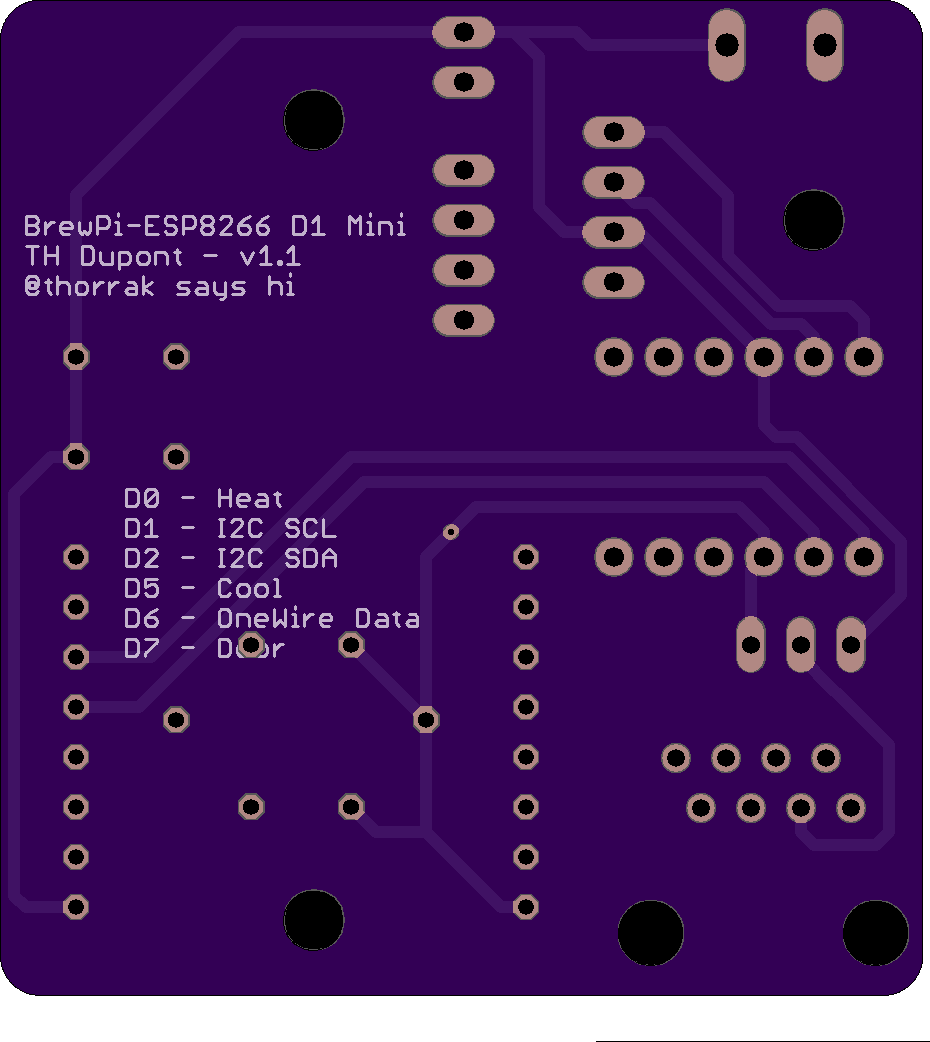 BrewPi-ESP8266 D1 Mini
TH Dupont - v1.1
@thorrak says hi
D0 - Heat
D1 - I2C SCL
D2 - I2C SDA
D5 - Cool
D6 - OneWire Data
D7 - Door